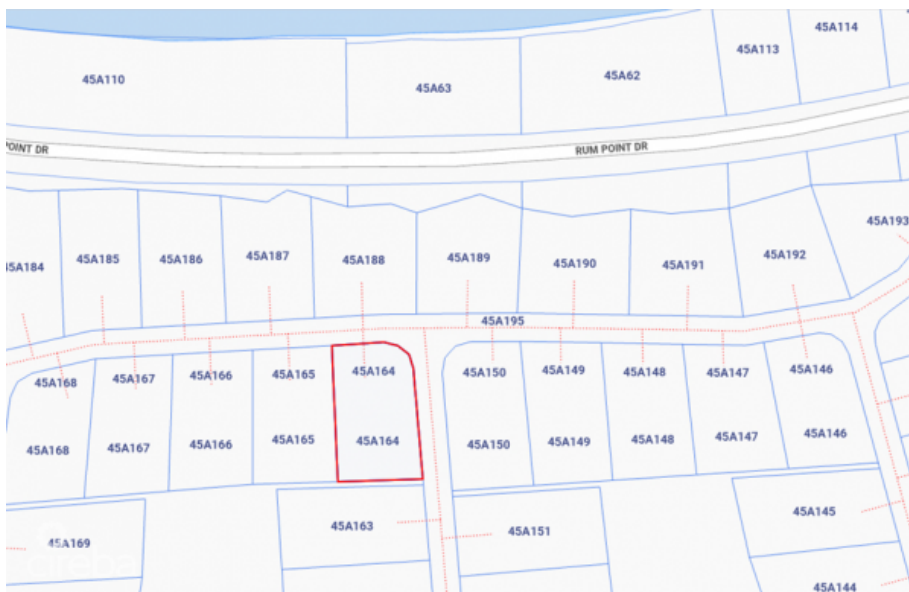 45A114
45A113
45A62
45A110
45A63
POINT DR
RUM POINT DR
45A193
45A192
45A187
45A189
45A185
45A186
45A188
45A190
45A191
45A184
45A195
45A164
45A150
45A149
45A148
45A147
45A146
45A168
45A167
45A166
45A165
45A164
45A150
45A149
45A148
45A147
45A146
45A168
45A167
45A166
45A165
45A163
45A151
45A145
45A169
cireba
45A144